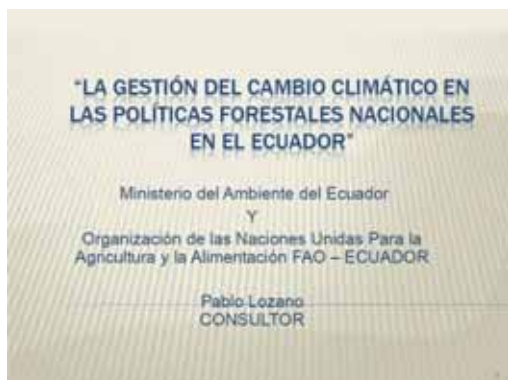 "LA GESTIÓN DEL CAMBIO CLIMÁTICO EN
LAS POLÍTICAS FORESTALES NACIONALES
EN EL ECUADOR"
Ministerio del Ambiente del Ecuador
Y
Organización de las Naciones Unidas Para la
Agricultura y la Alimentación FAO – ECUADOR
Pablo Lozano
CONSULTOR